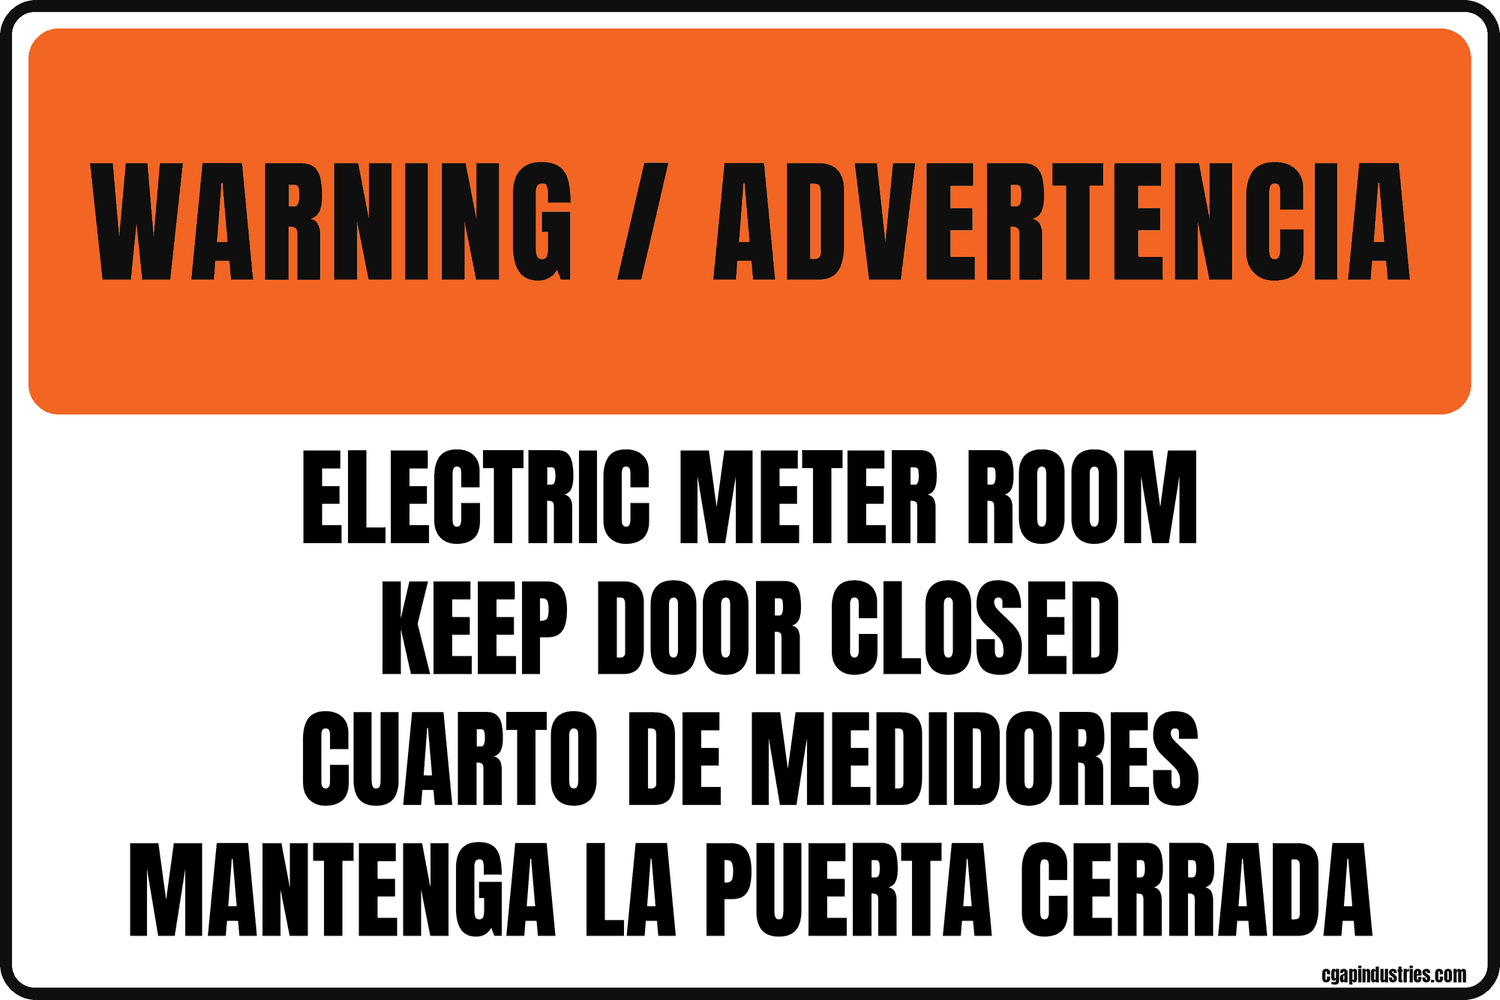 WARNING / ADVERTENCIA
ELECTRIC METER ROOM
KEEP DOOR CLOSED
CUARTO DE MEDIDORES
MANTENGA LA PUERTA CERRADA
cgapindustries.com